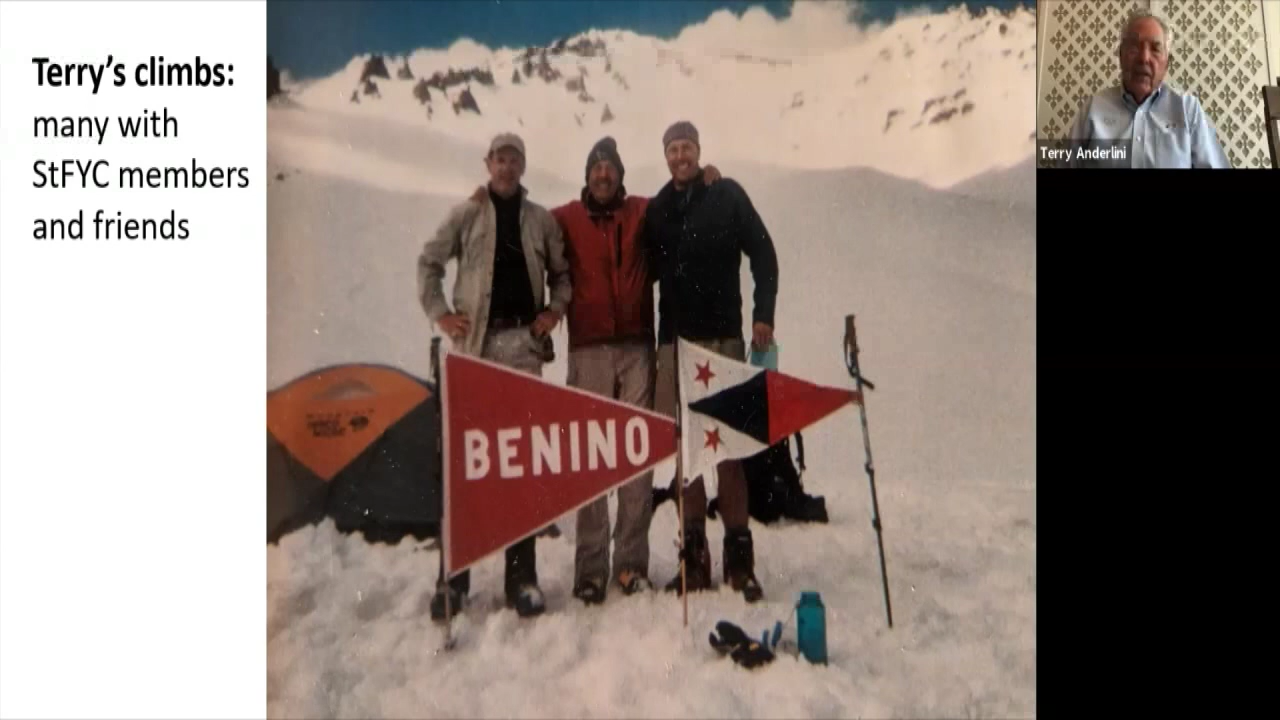 Terry’s climbs:
many with
StFYC members
and friends
BENINO
Terry Anderlini